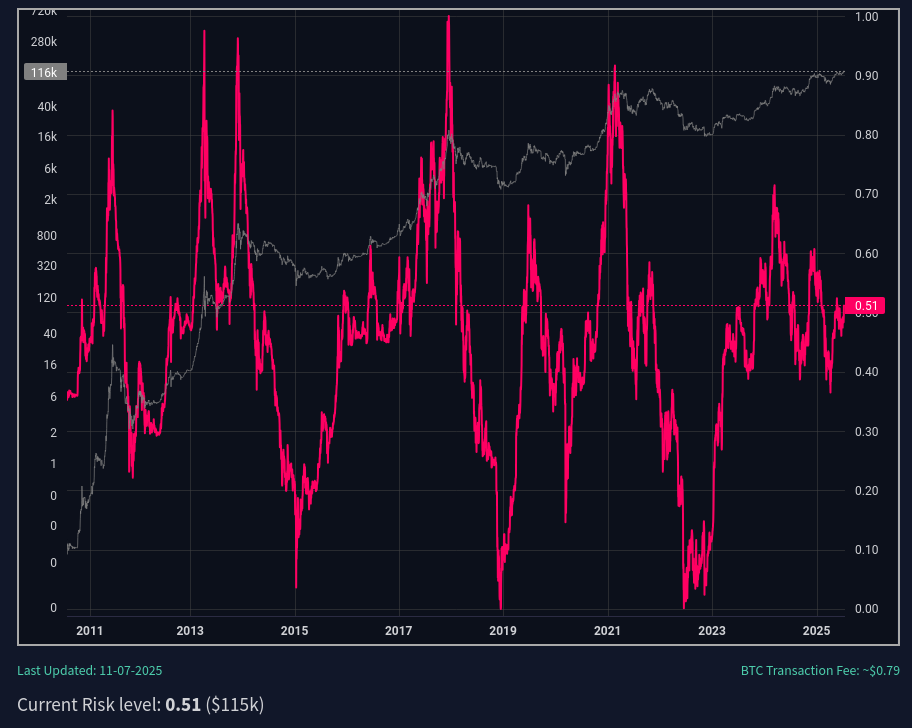 720k
1.00
280k
116k
0.90
40k
16k
0.80
6k
2k
0.70
800
0.60
320
120
0.51
0.50
40
16
0.40
6
2
0.30
1
0
0.20
0
0.10
0
0
0.00
2011 2013 2015 2017 2019 2021 2023 2025
Last Updated: 11-07-2025
BTC Transaction Fee: ~$0.79
Current Risk level: 0.51 ($115k)